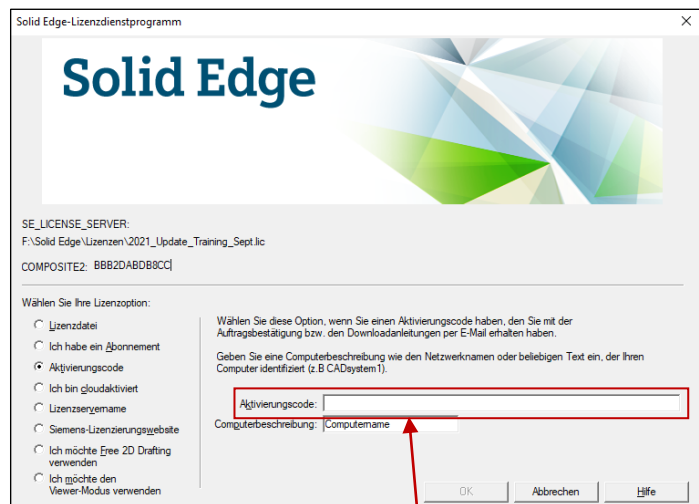 Solid Edge-Lizenzdienstprogramm
Solid Edge
SE_LICENSE_SERVER:
F:\Solid Edge\Lizenzen\2021_Update_Training_Sept.lic
COMPOSITE2: BBB2DABDB8CC
Wählen Sie Ihre Lizenzoption:
Lizenzdatei
Ich habe ein Abonnement
Aktivierungscode
Ich bin cloudaktiviert
Lizenzservername
Siemens-Lizenzierungswebsite
Ich möchte Free 2D Drafting
verwenden
Ich möchte den
Viewer-Modus verwenden
Wählen Sie diese Option, wenn Sie einen Aktivierungscode haben, den Sie mit der
Auftragsbestätigung bzw. den Downloadanleitungen per E-Mail erhalten haben.
Geben Sie eine Computerbeschreibung wie den Netzwerknamen oder beliebigen Text ein, der Ihren
Computer identifiziert (z.B CADsystem1).
Aktivierungscode:
Computerbeschreibung: Computername
OK Abbrechen Hilfe